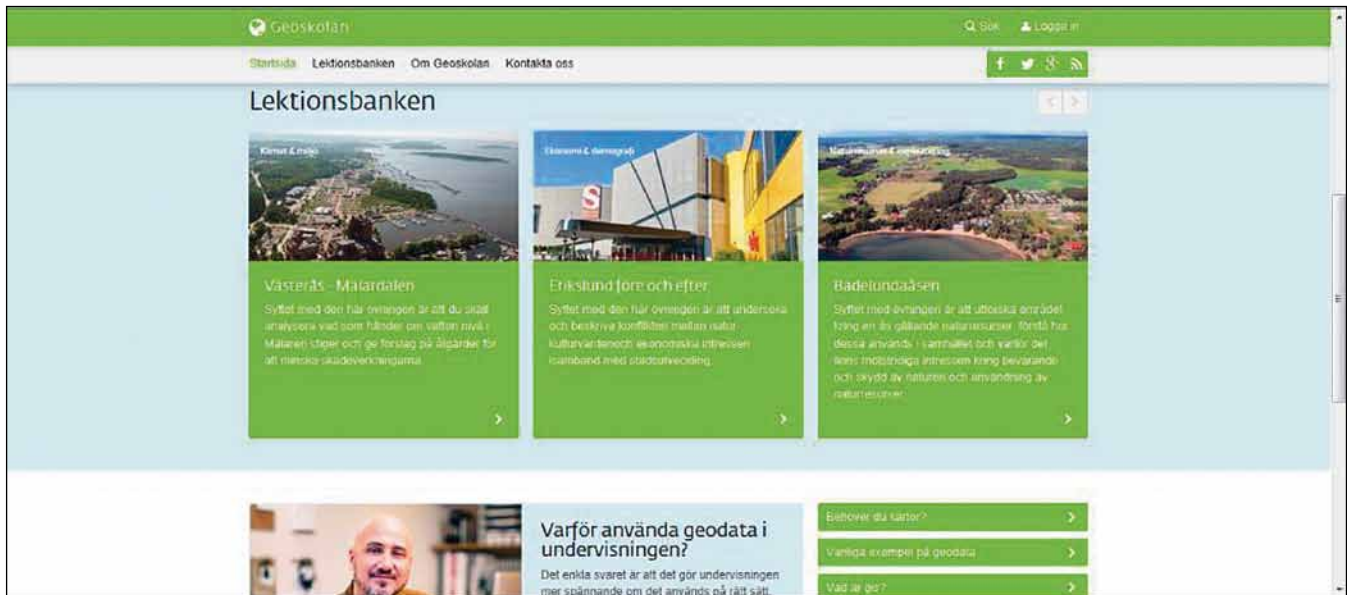 Geoskolan
Sök Logga in
Startsida Lektionsbanken Om Geoskolan Kontakta oss
Lektionsbanken
Klimat & miljö
Ekonomi & demografi
Naturresurser &
S
Västerås - Mälardalen
Syftet med den här övningen är att du skall
analysera vad som händer om vatten nivå i
Mälaren stiger och ge förslag på åtgärder för
att minska skadeverkningarna.
Erikslund före och efter
Syftet med den här övningen är att undersöka
och beskriva konflikten mellan natur-
kulturvärdenoch ekonomiska intressen
isamband med stadsutveckling.
Badelundaåsen
Syftet med övningen är att utforska området
kring en ås gällande naturresurser, förstå hur
dessa används i samhället och varför det
finns motstridiga intressen kring bevarande
och skydd av naturen och användning av
naturresurser.
Varför använda geodata i
undervisningen?
Det enkla svaret är att det gör undervisningen
mer spännande om det används på rätt sätt.
Behöver du kartor?
Vanliga exempel på geodata
Vad är gis?